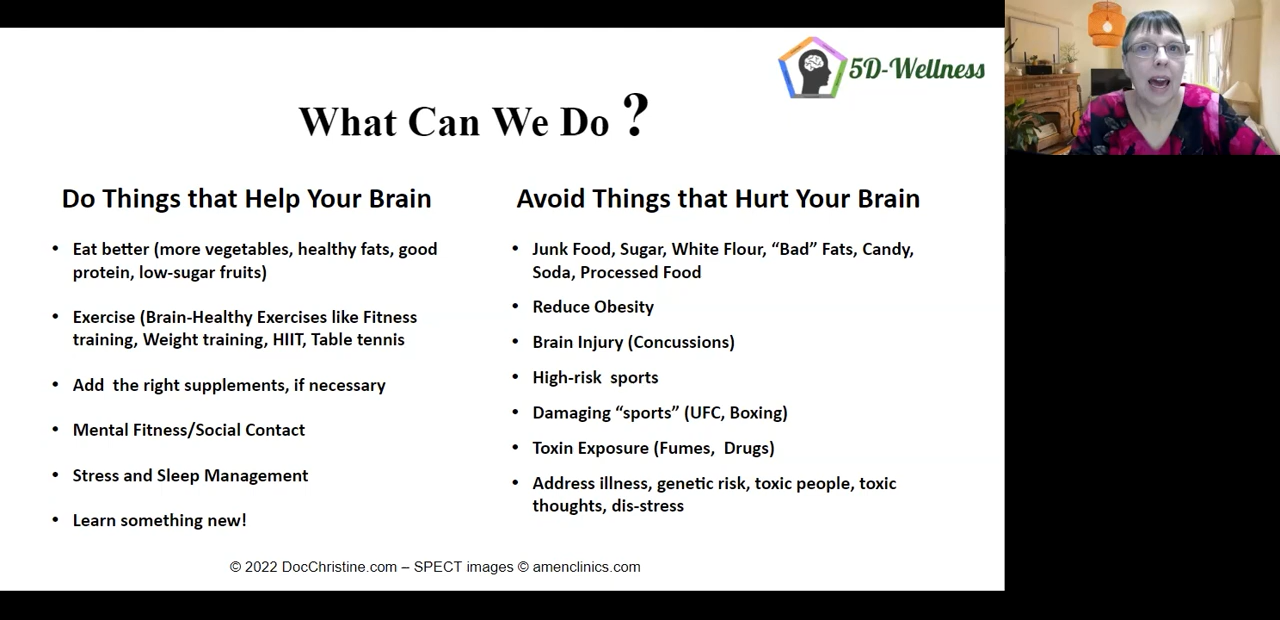 5D-Wellness
What Can We Do ?
Do Things that Help Your Brain
• Eat better (more vegetables, healthy fats, good
protein, low-sugar fruits)
• Exercise (Brain-Healthy Exercises like Fitness
training, Weight training, HIIT, Table tennis
• Add  the right supplements, if necessary
• Mental Fitness/Social Contact
• Stress and Sleep Management
• Learn something new!
Avoid Things that Hurt Your Brain
• Junk Food, Sugar, White Flour, “Bad” Fats, Candy,
Soda, Processed Food
• Reduce Obesity
• Brain Injury (Concussions)
• High-risk  sports
• Damaging “sports” (UFC, Boxing)
• Toxin Exposure (Fumes,  Drugs)
• Address illness, genetic risk, toxic people, toxic
thoughts, dis-stress
© 2022 DocChristine.com – SPECT images © amenclinics.com